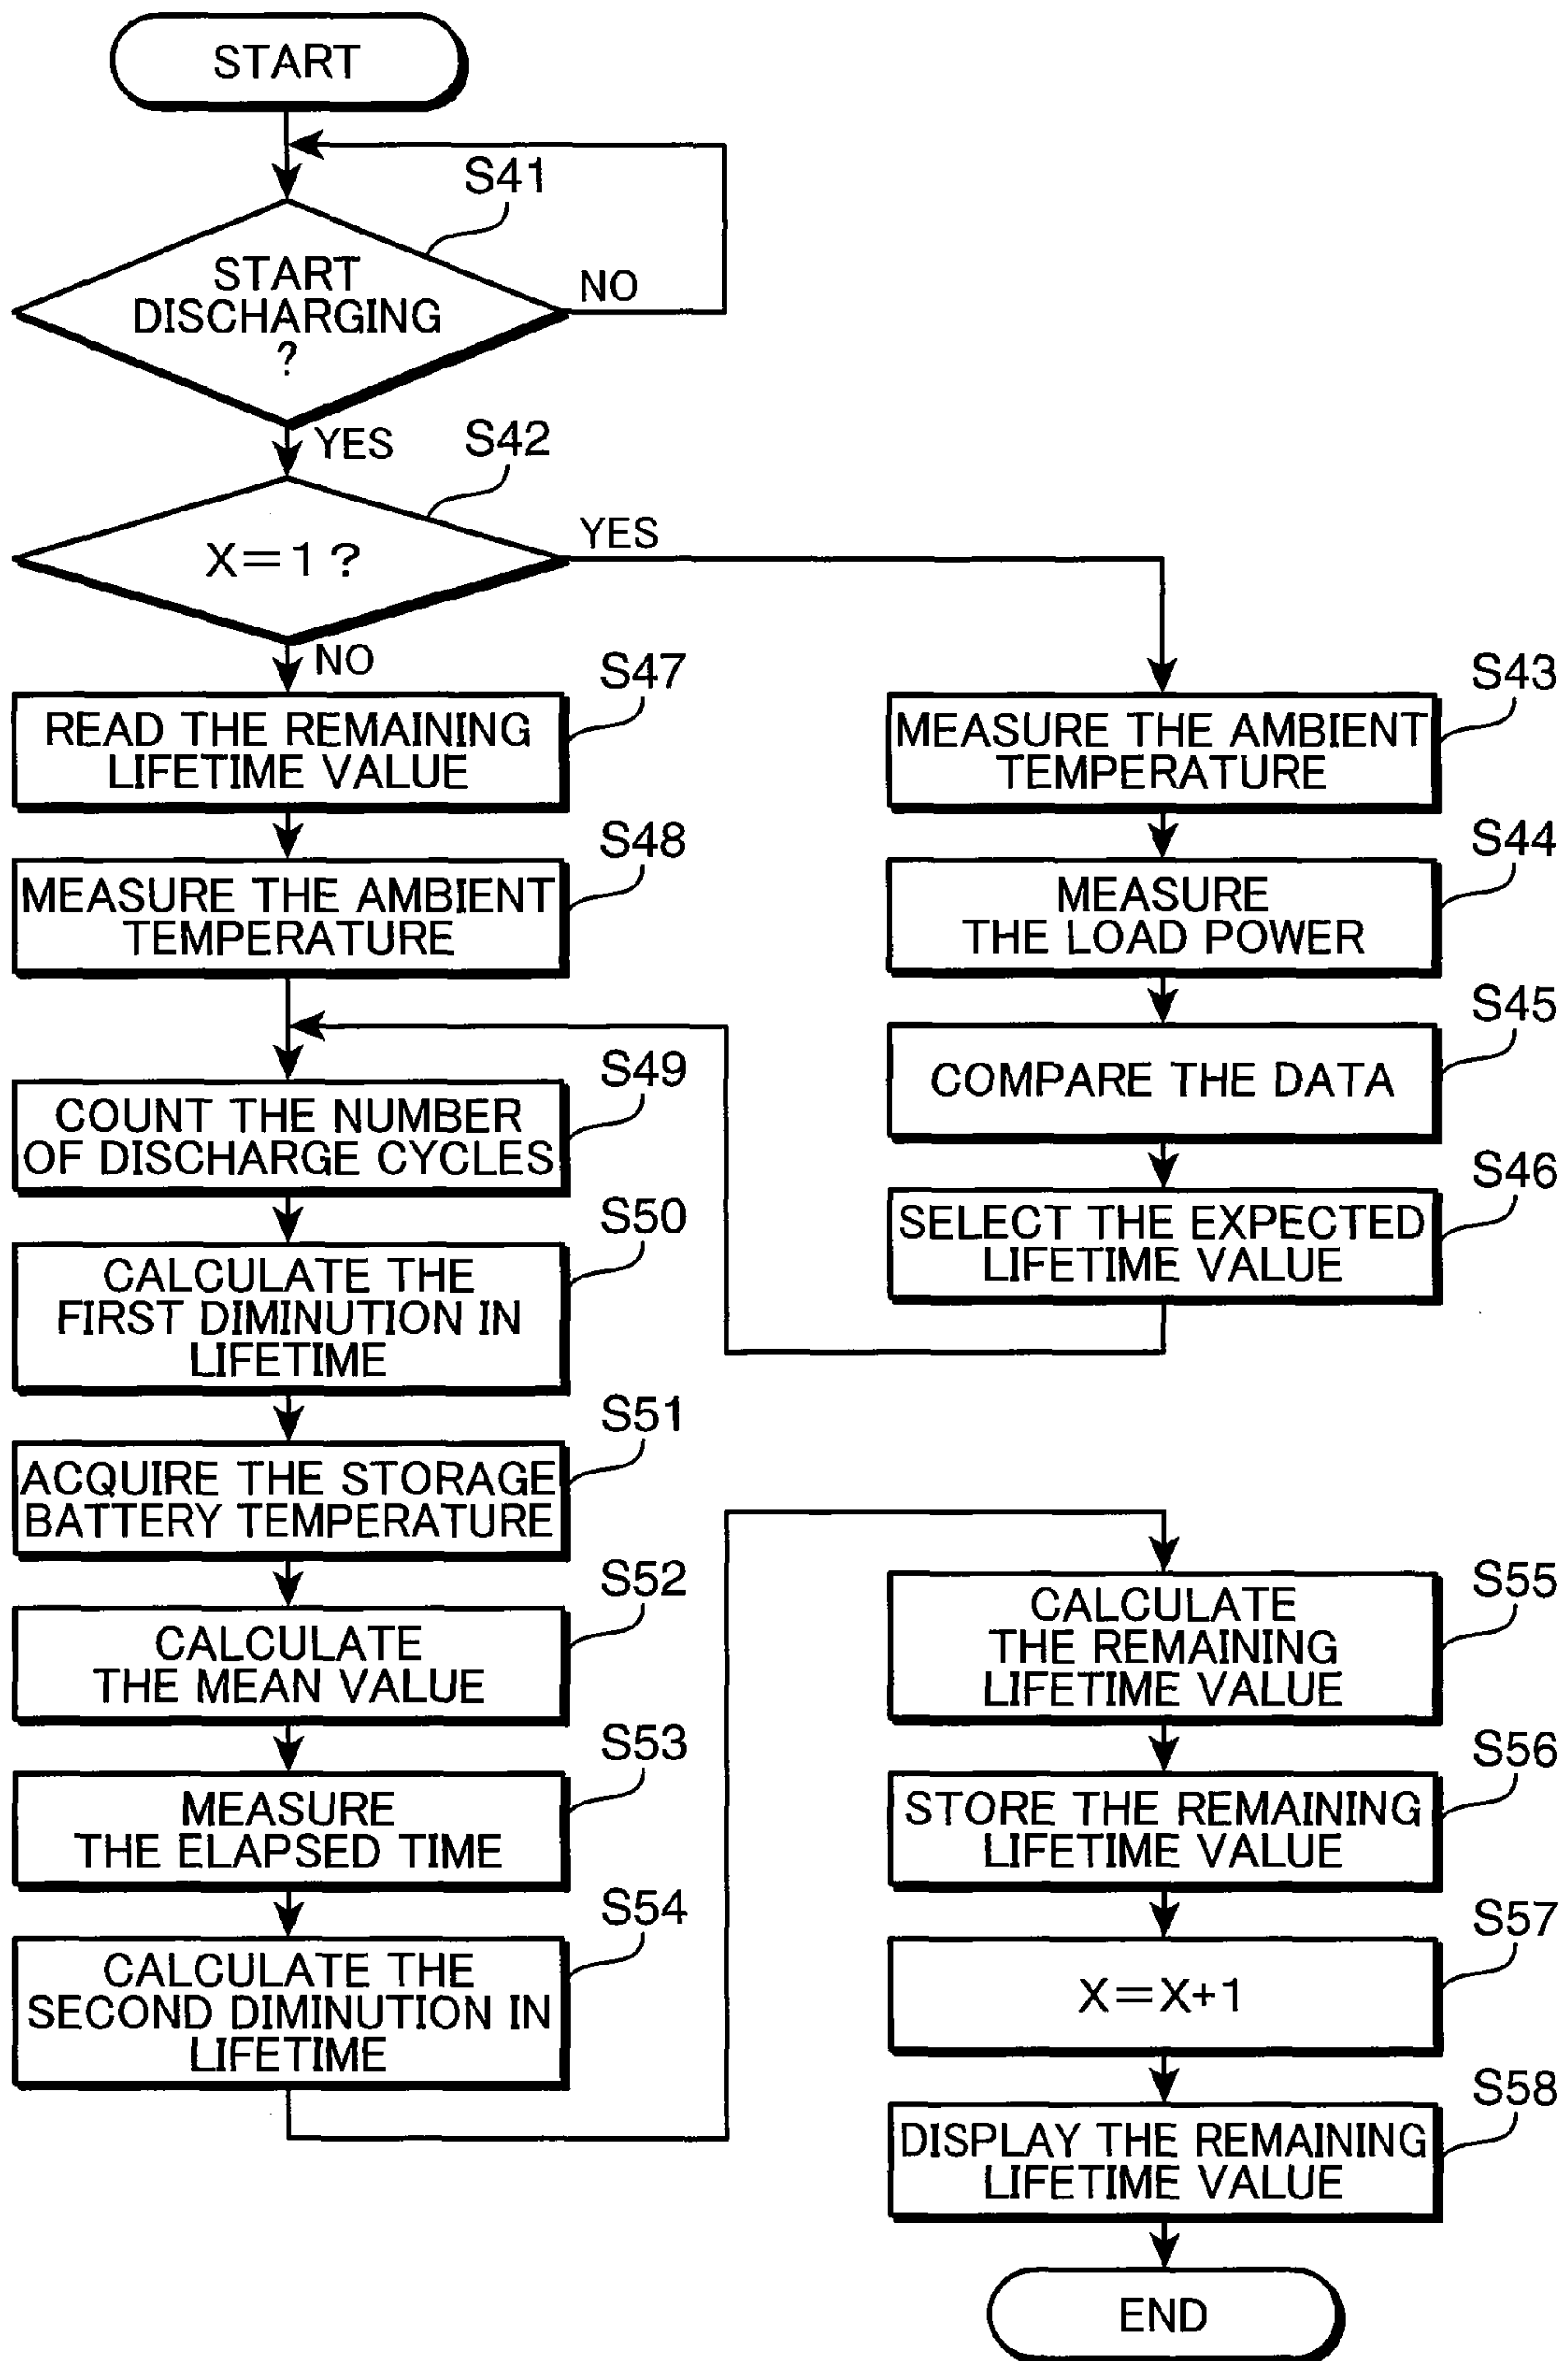 START
S41
START
DISCHARGING
?
NO
YES
S42
X=1?
YES
NO
S47
READ THE REMAINING
LIFETIME VALUE
S48
MEASURE THE AMBIENT
TEMPERATURE
S43
MEASURE THE AMBIENT
TEMPERATURE
S44
MEASURE
THE LOAD POWER
S45
COMPARE THE DATA
S46
SELECT THE EXPECTED
LIFETIME VALUE
S49
COUNT THE NUMBER
OF DISCHARGE CYCLES
S50
CALCULATE THE
FIRST DIMINUTION IN
LIFETIME
S51
ACQUIRE THE STORAGE
BATTERY TEMPERATURE
S52
CALCULATE
THE MEAN VALUE
S53
MEASURE
THE ELAPSED TIME
S54
CALCULATE THE
SECOND DIMINUTION IN
LIFETIME
S55
CALCULATE
THE REMAINING
LIFETIME VALUE
S56
STORE THE REMAINING
LIFETIME VALUE
S57
X=X+1
S58
DISPLAY THE REMAINING
LIFETIME VALUE
END